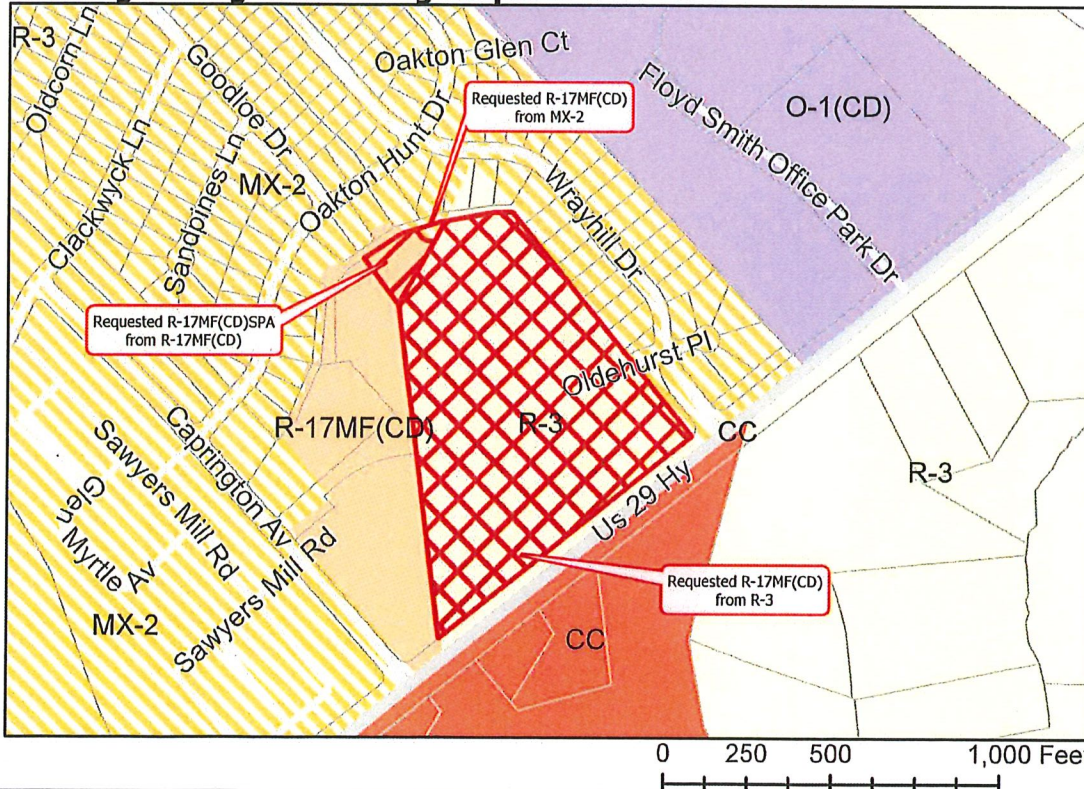 R-3
Oldcorn Ln
Goodloe Dr
Oakton Glen Ct
Requested R-17MF(CD)
from MX-2
Floyd Smith Office Park Dr
O-1(CD)
Clackwyck Ln
Sandpines Ln
MX-2
Oakton Hunt Dr
Wrayhill Dr
Requested R-17MF(CD)SPA
from R-17MF(CD)
Oldehurst Pl
R-17MF(CD)
R-3
CC
R-3
Caprington Av
Sawyers Mill Rd
Glen
Myrtle Av
Us 29 Hy
Sawyers Mill Rd
Requested R-17MF(CD)
from R-3
MX-2
CC
0 250 500 1,000 Feet